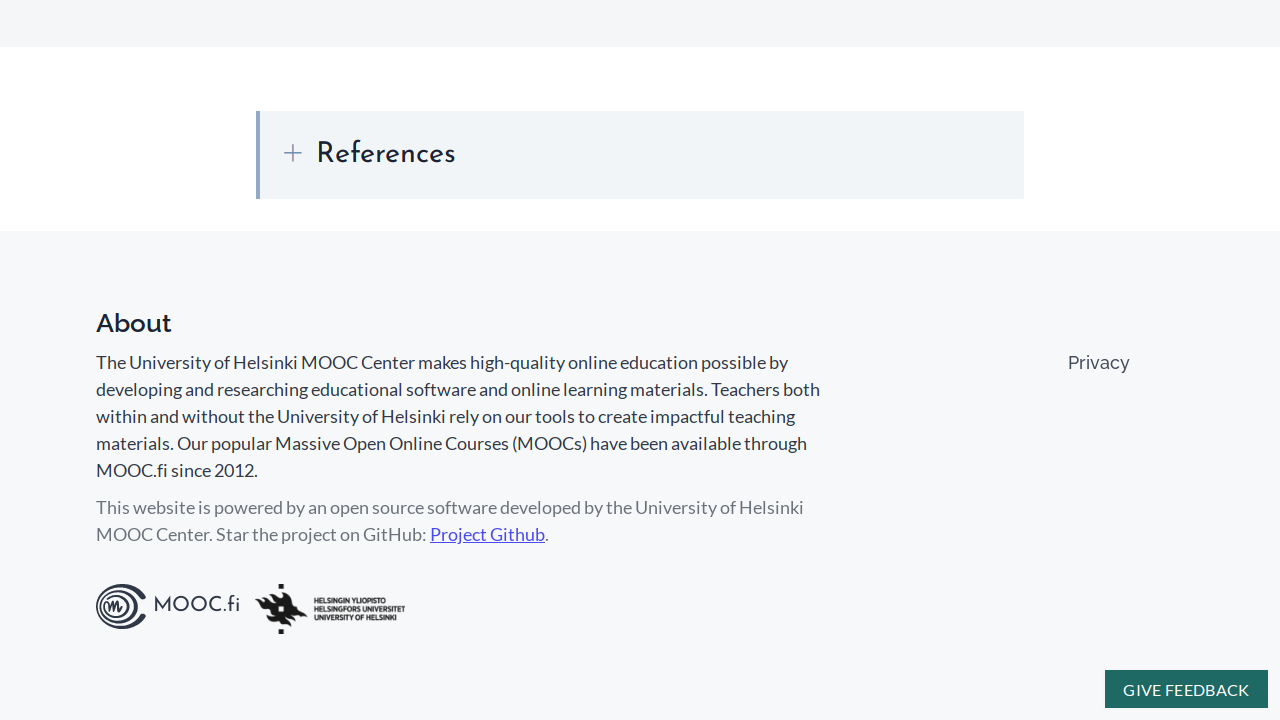 References
About
The University of Helsinki MOOC Center makes high-quality online education possible by
developing and researching educational software and online learning materials. Teachers both
within and without the University of Helsinki rely on our tools to create impactful teaching
materials. Our popular Massive Open Online Courses (MOOCs) have been available through
MOOC.fi since 2012.
Privacy
This website is powered by an open source software developed by the University of Helsinki
MOOC Center. Star the project on GitHub: Project Github.
MOOC.fi
HELSINGIN YLIOPISTO
HELSINGFORS UNIVERSITET
UNIVERSITY OF HELSINKI
GIVE FEEDBACK